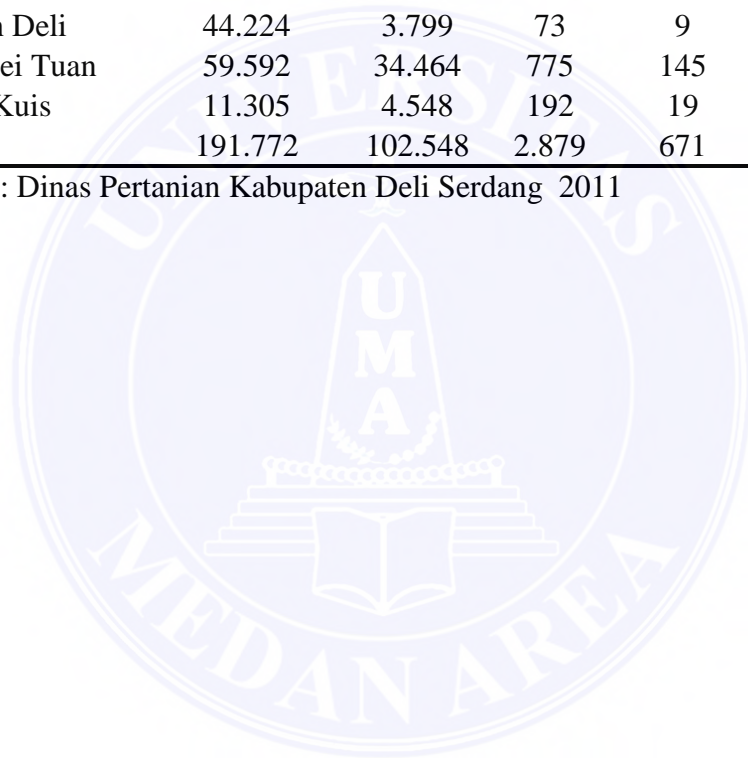 n Deli 44.224 3.799 73 9
ei Tuan 59.592 34.464 775 145
Kuis 11.305 4.548 192 19
191.772 102.548 2.879 671
: Dinas Pertanian Kabupaten Deli Serdang 2011
UNIVERSITAS
UMA
MEDAN AREA